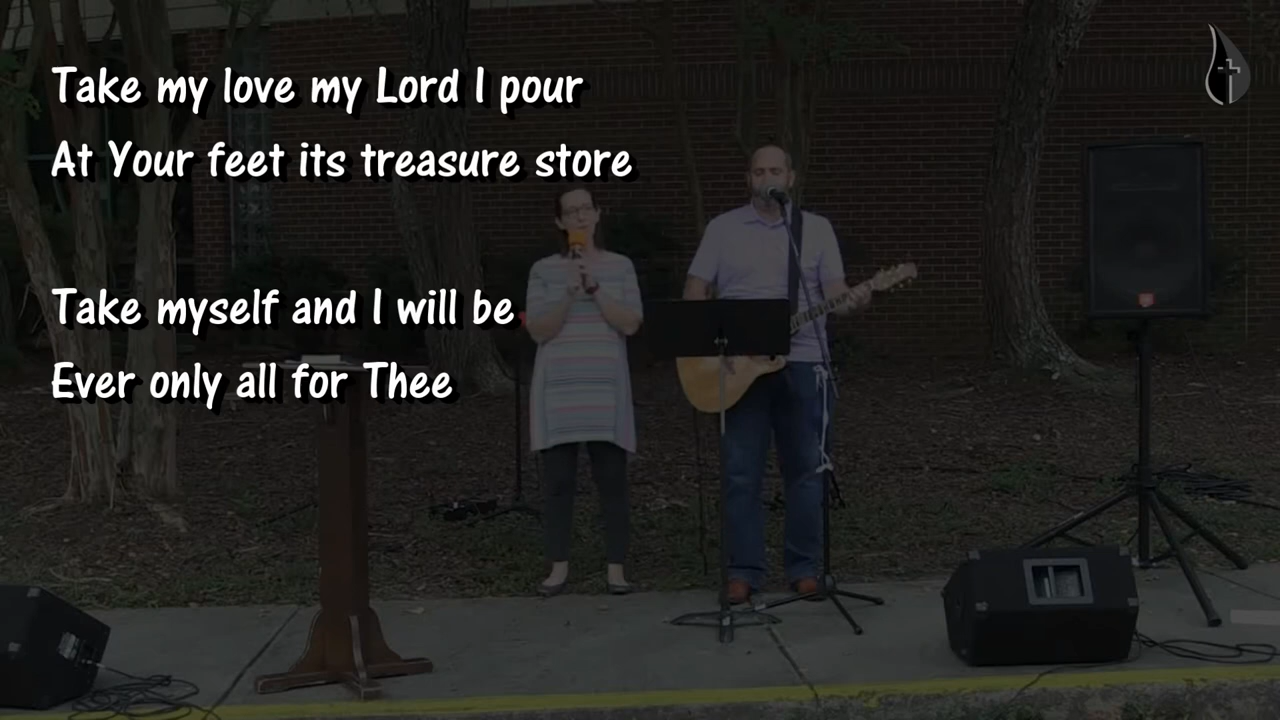 Take my love my Lord I pour
At Your feet its treasure store
Take myself and I will be
Ever only all for Thee